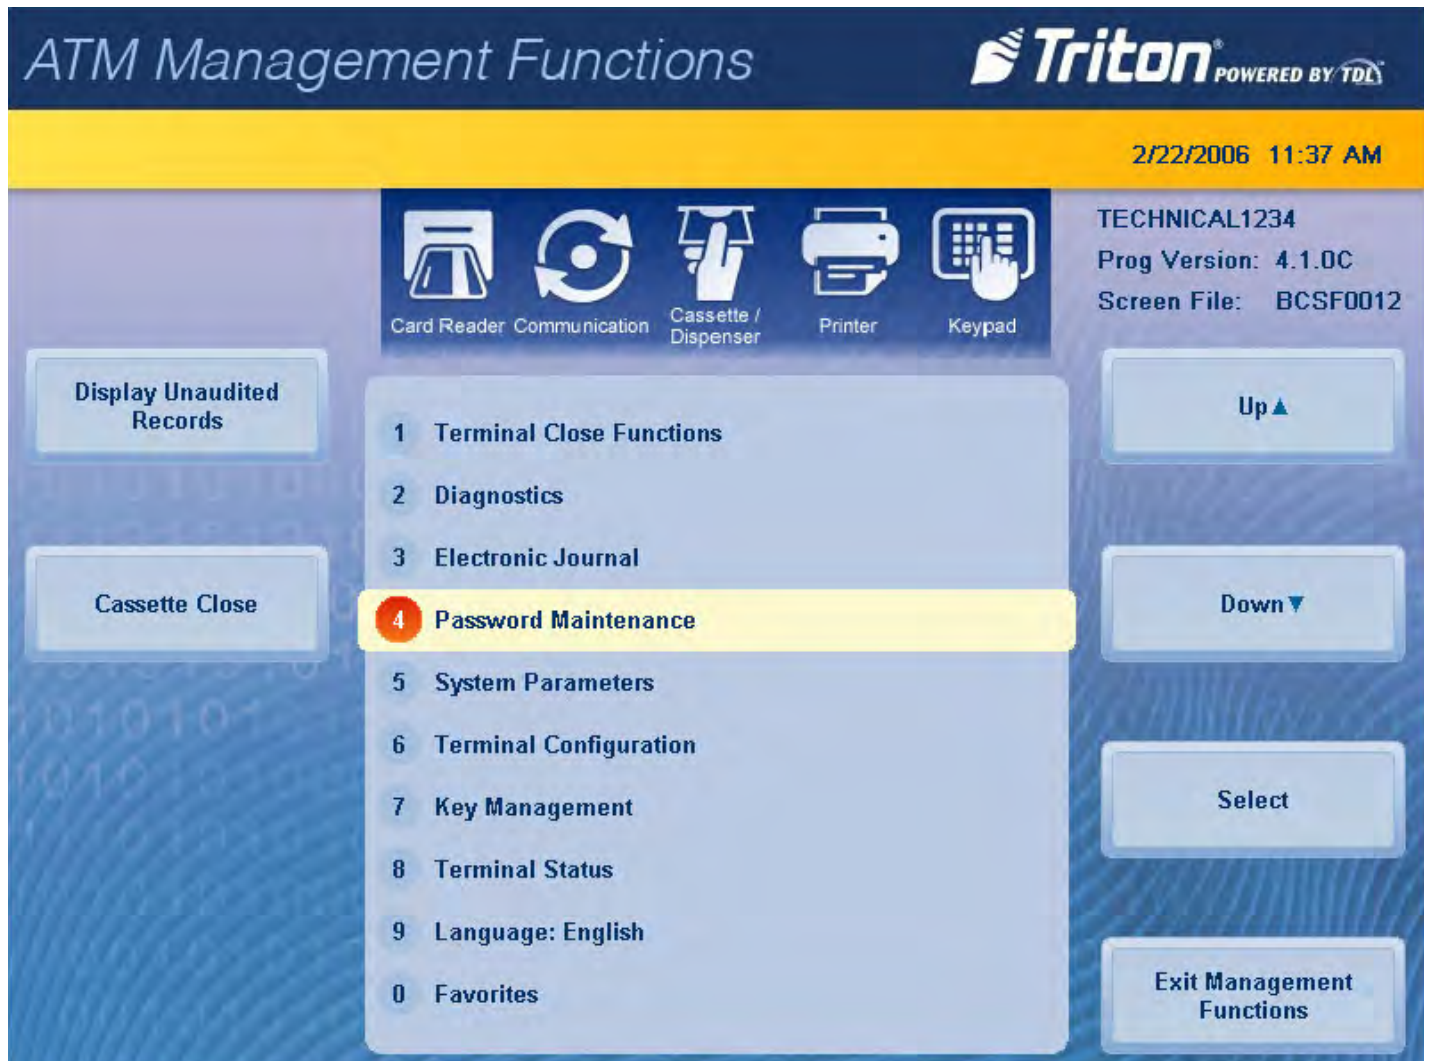 ATM Management Functions
Triton® POWERED BY TDL™
2/22/2006 11:37 AM
Card Reader
Communication
Cassette /
Dispenser
Printer
Keypad
TECHNICAL1234
Prog Version: 4.1.0C
Screen File: BCSF0012
Display Unaudited
Records
Cassette Close
1 Terminal Close Functions
2 Diagnostics
3 Electronic Journal
4 Password Maintenance
5 System Parameters
6 Terminal Configuration
7 Key Management
8 Terminal Status
9 Language: English
0 Favorites
Up▲
Down▼
Select
Exit Management
Functions